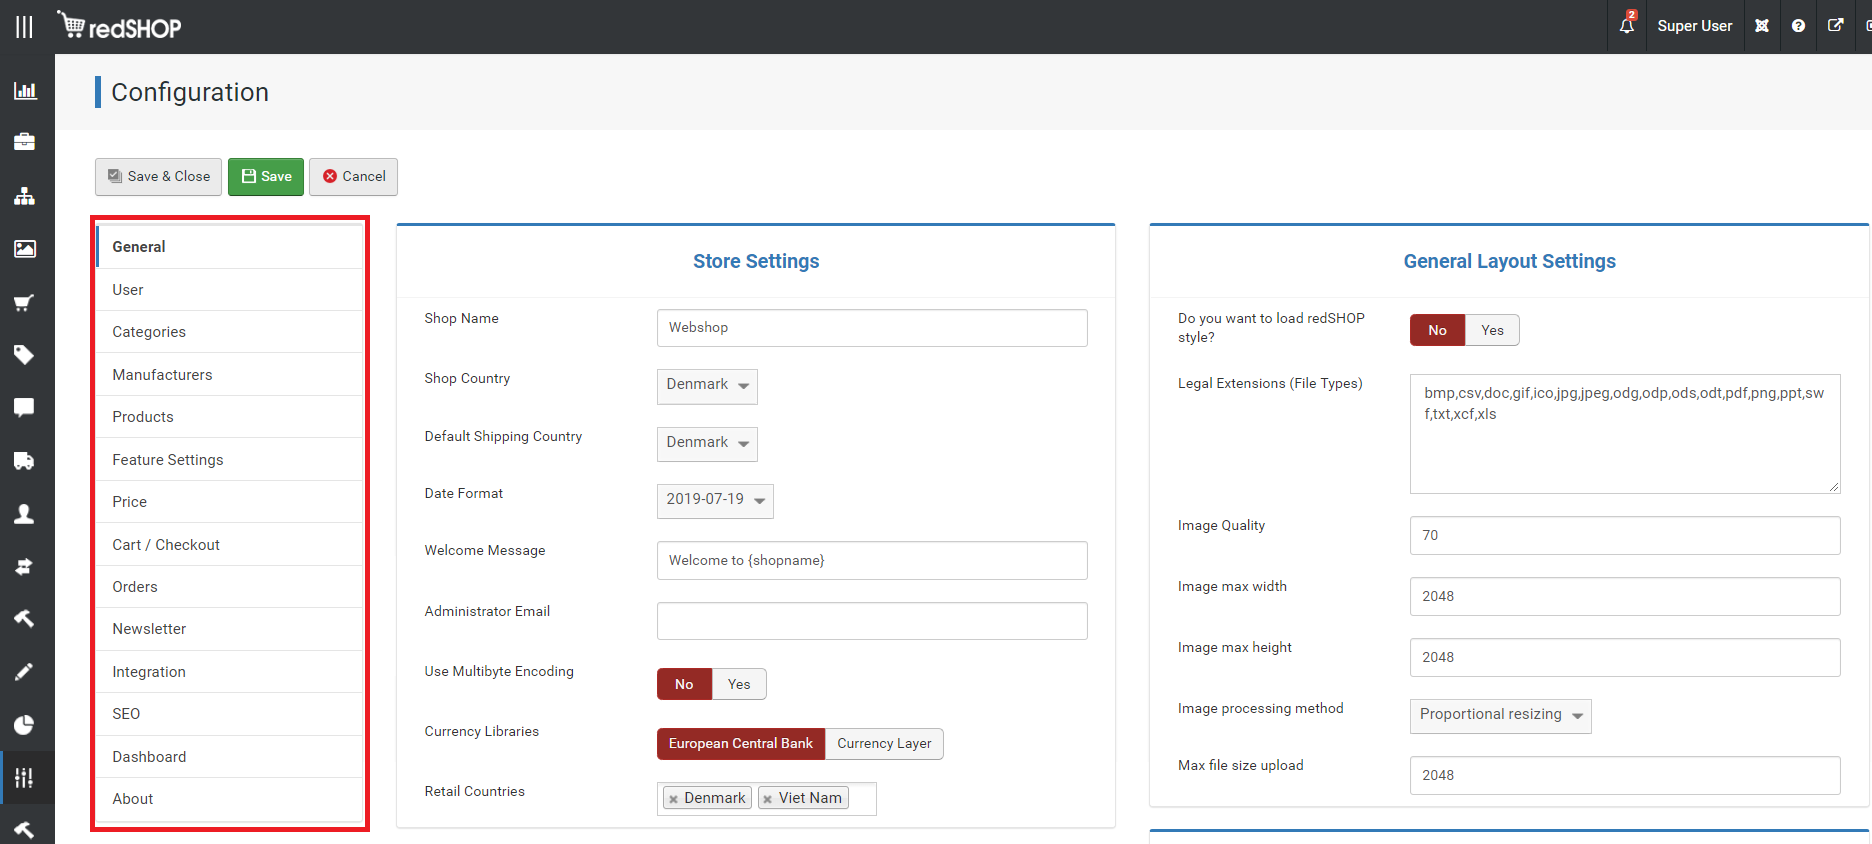 redSHOP
2
Super User
Configuration
Save & Close
Save
Cancel
General
User
Categories
Manufacturers
Products
Feature Settings
Price
Cart / Checkout
Orders
Newsletter
Integration
SEO
Dashboard
About
Store Settings
Shop Name
Webshop
Shop Country
Denmark
Default Shipping Country
Denmark
Date Format
2019-07-19
Welcome Message
Welcome to {shopname}
Administrator Email
Use Multibyte Encoding
No Yes
Currency Libraries
European Central Bank Currency Layer
Retail Countries
Denmark Viet Nam
General Layout Settings
Do you want to load redSHOP
style?
No Yes
Legal Extensions (File Types)
bmp,csv,doc,gif,ico,jpg,jpeg,odg,odp,ods,odt,pdf,png,ppt,sw
f,txt,xcf,xls
Image Quality
70
Image max width
2048
Image max height
2048
Image processing method
Proportional resizing
Max file size upload
2048